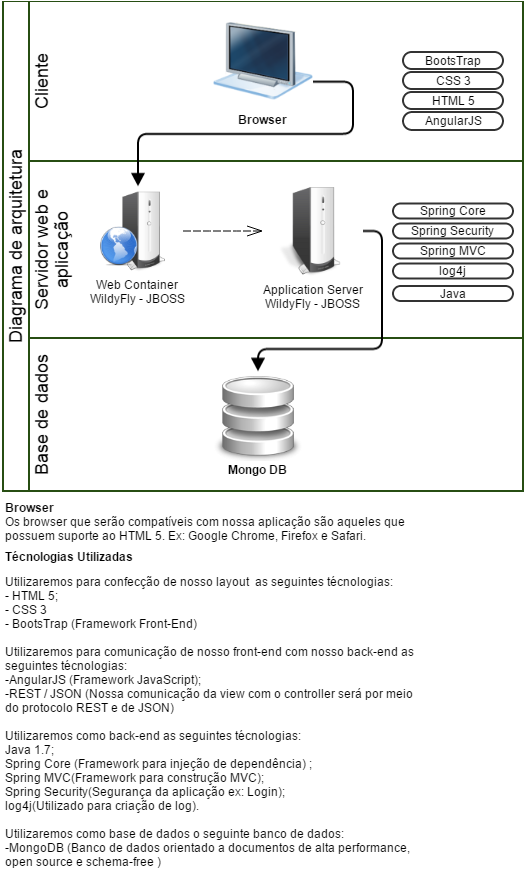 Diagrama de arquitetura
Cliente
Browser
BootsTrap
CSS 3
HTML 5
AngularJS
Servidor web e
aplicação
Web Container
WildyFly - JBOSS
Application Server
WildyFly - JBOSS
Spring Core
Spring Security
Spring MVC
log4j
Java
Base de dados
Mongo DB
Browser
Os browser que serão compatíveis com nossa aplicação são aqueles que
possuem suporte ao HTML 5. Ex: Google Chrome, Firefox e Safari.
Técnologias Utilizadas
Utilizaremos para confecção de nosso layout as seguintes técnologias:
- HTML 5;
- CSS 3
- BootsTrap (Framework Front-End)
Utilizaremos para comunicação de nosso front-end com nosso back-end as
seguintes técnologias:
-AngularJS (Framework JavaScript);
-REST / JSON (Nossa comunicação da view com o controller será por meio
do protocolo REST e de JSON)
Utilizaremos como back-end as seguintes técnologias:
Java 1.7;
Spring Core (Framework para injeção de dependência) ;
Spring MVC(Framework para construção MVC);
Spring Security(Segurança da aplicação ex: Login);
log4j(Utilizado para criação de log).
Utilizaremos como base de dados o seguinte banco de dados:
-MongoDB (Banco de dados orientado a documentos de alta performance,
open source e schema-free )